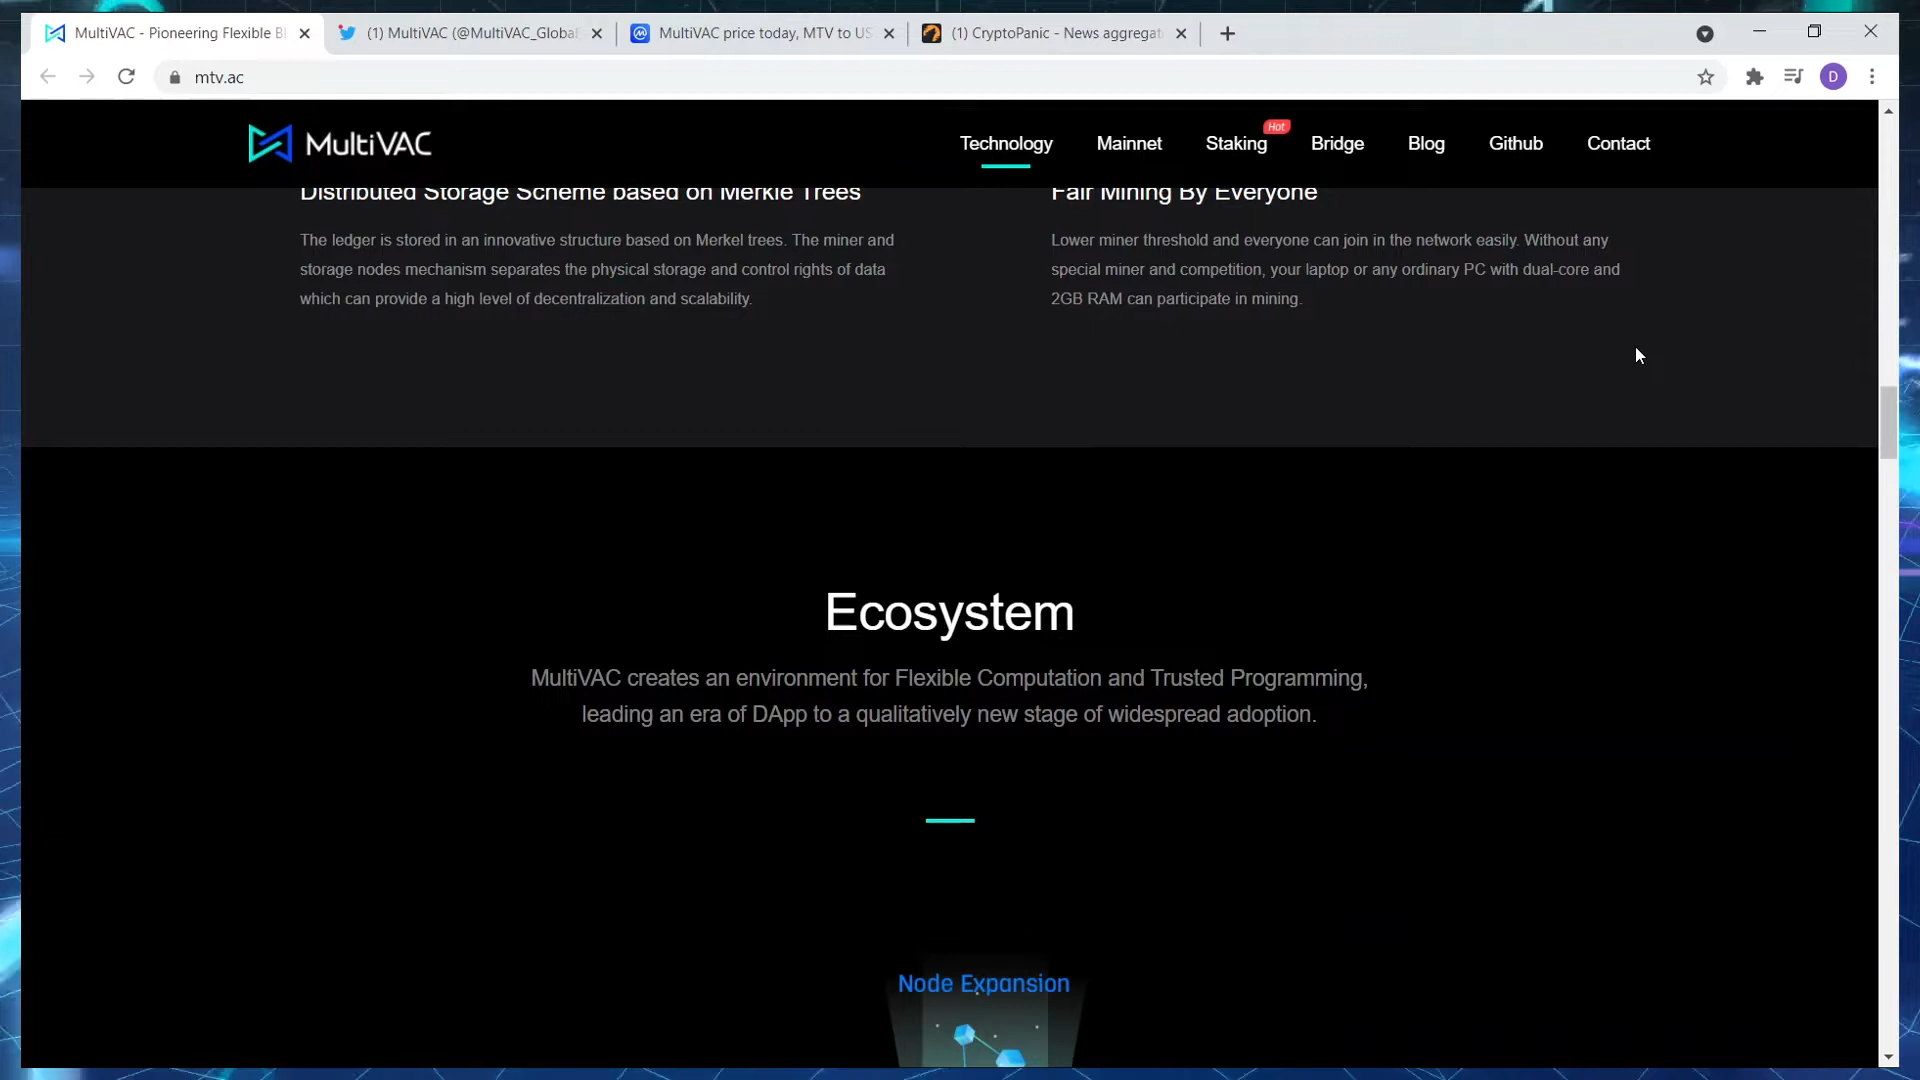 MultiVAC - Pioneering Flexible Bl
(1) MultiVAC (@MultiVAC_Global
MultiVAC price today, MTV to US
(1) CryptoPanic - News aggregat
mtv.ac
D
MultiVAC
Technology
Mainnet
Staking
Hot
Bridge
Blog
Github
Contact
Distributed Storage Scheme based on Merkle Trees
The ledger is stored in an innovative structure based on Merkel trees. The miner and
storage nodes mechanism separates the physical storage and control rights of data
which can provide a high level of decentralization and scalability.
Fair Mining By Everyone
Lower miner threshold and everyone can join in the network easily. Without any
special miner and competition, your laptop or any ordinary PC with dual-core and
2GB RAM can participate in mining.
Ecosystem
MultiVAC creates an environment for Flexible Computation and Trusted Programming,
leading an era of DApp to a qualitatively new stage of widespread adoption.
Node Expansion